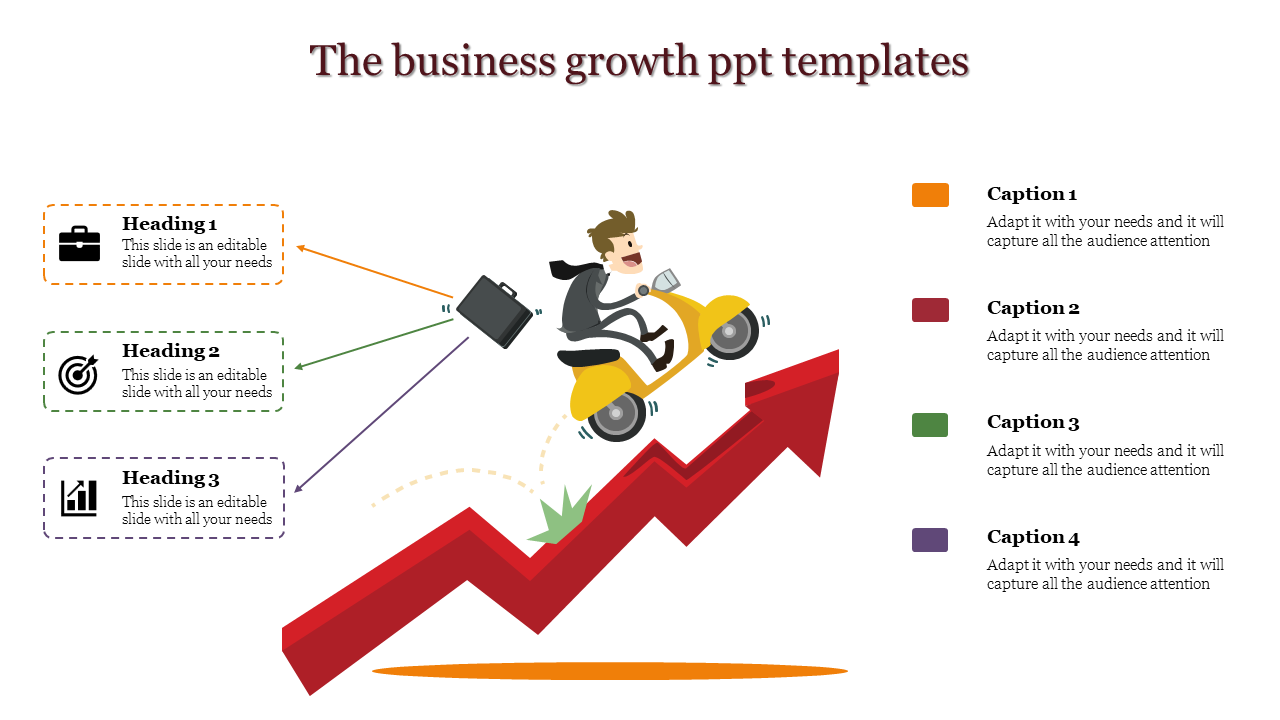 The business growth ppt templates
Heading 1
This slide is an editable
slide with all your needs
Heading 2
This slide is an editable
slide with all your needs
Heading 3
This slide is an editable
slide with all your needs
Caption 1
Adapt it with your needs and it will
capture all the audience attention
Caption 2
Adapt it with your needs and it will
capture all the audience attention
Caption 3
Adapt it with your needs and it will
capture all the audience attention
Caption 4
Adapt it with your needs and it will
capture all the audience attention